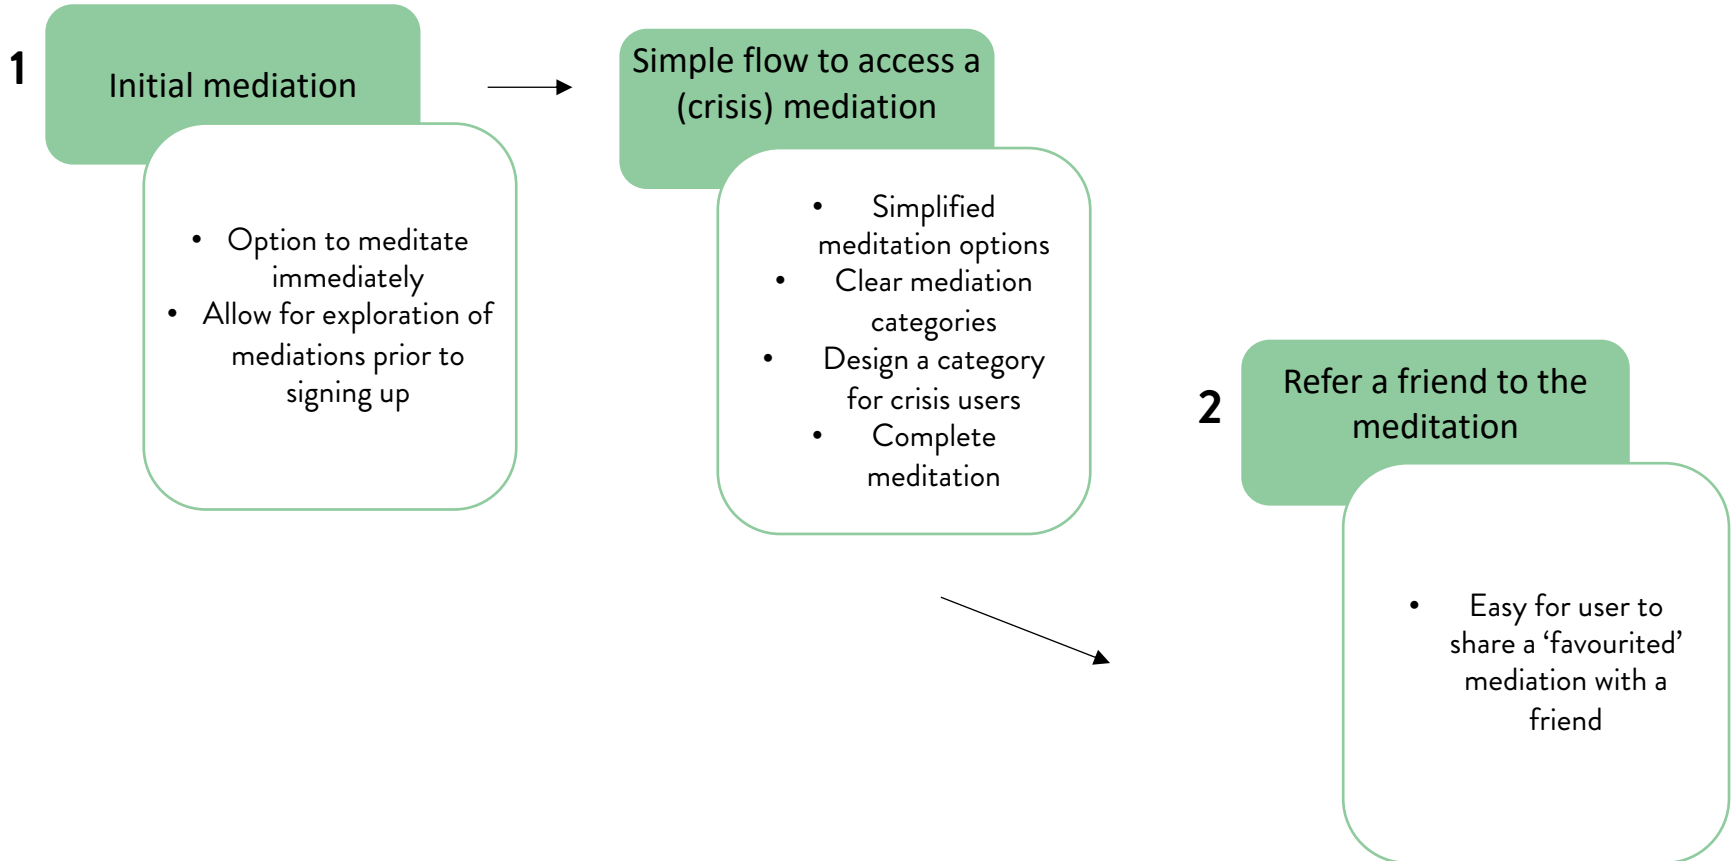 1
Initial mediation
• Option to meditate
immediately
• Allow for exploration of
mediations prior to
signing up
Simple flow to access a
(crisis) mediation
• Simplified
meditation options
• Clear mediation
categories
• Design a category
for crisis users
• Complete
meditation
2
Refer a friend to the
meditation
• Easy for user to
share a ‘favourited’
mediation with a
friend